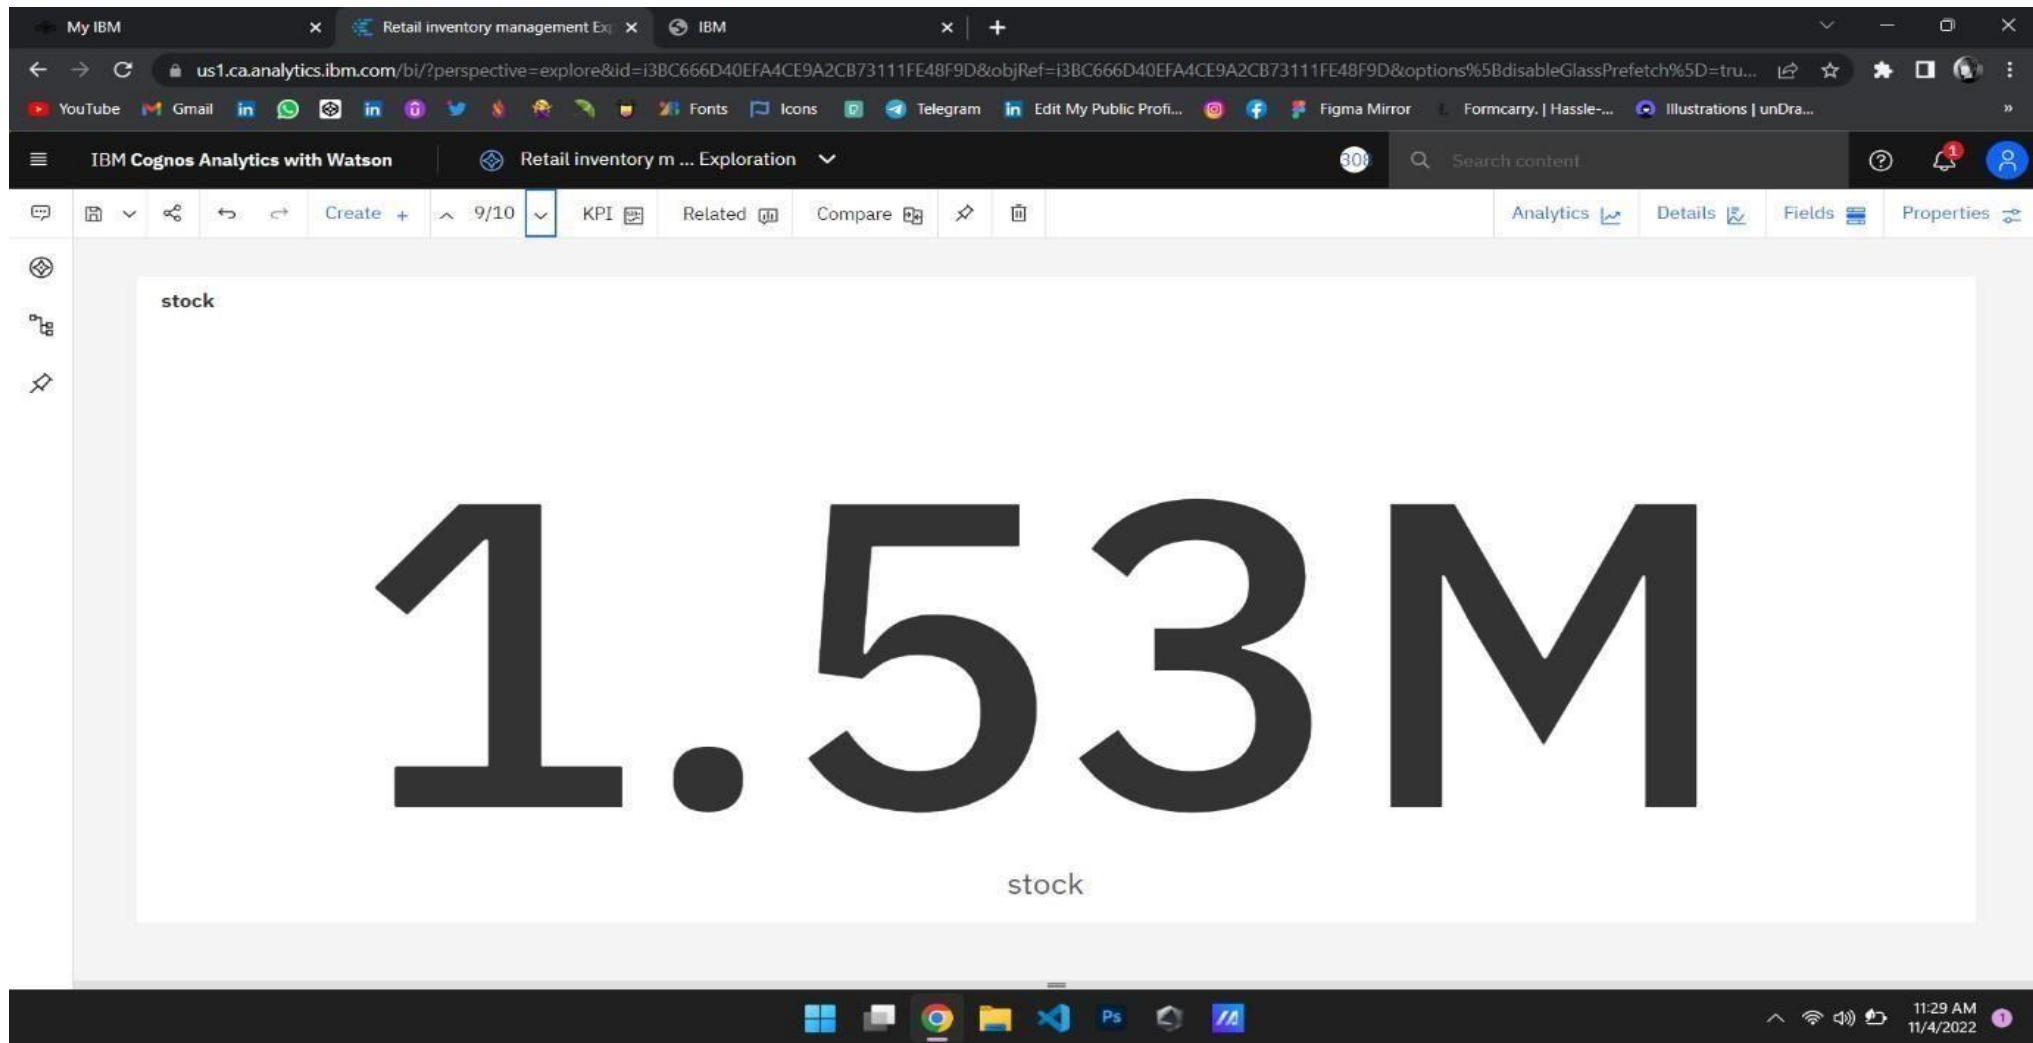 My IBM
Retail inventory management Ex
IBM
us1.ca.analytics.ibm.com/bi/?perspective=explore&id=i3BC666D40EFA4CE9A2CB73111FE48F9D&objRef=i3BC666D40EFA4CE9A2CB73111FE48F9D&options%5BdisableGlassPrefetch%5D=tru...
YouTube Gmail Fonts Icons Telegram Edit My Public Profi... Figma Mirror Formcarry. | Hassle-... Illustrations | unDra... »
IBM Cognos Analytics with Watson Retail inventory m ... Exploration Search content 1
Create + 9/10 KPI Related Compare Analytics Details Fields Properties
stock
1.53M
stock
Ps
11:29 AM
11/4/2022
1